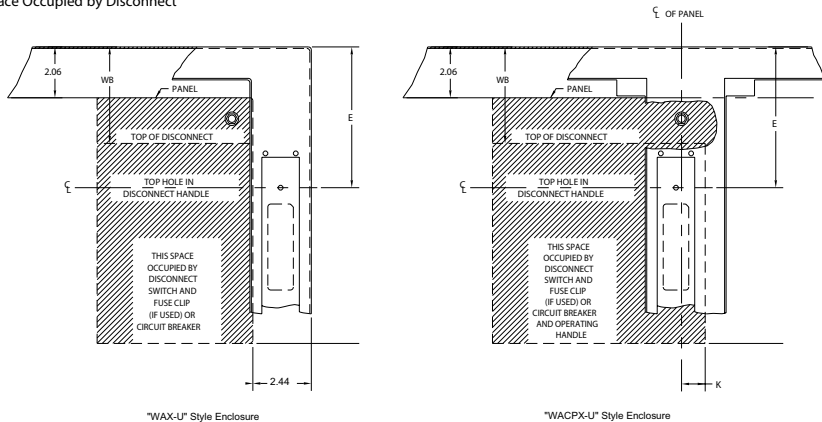 ace Occupied by Disconnect
℄ OF PANEL
2.06
WB
PANEL
E
TOP OF DISCONNECT
℄
TOP HOLE IN
DISCONNECT HANDLE
THIS SPACE
OCCUPIED BY
DISCONNECT
SWITCH AND
FUSE CLIP
(IF USED) OR
CIRCUIT BREAKER
2.44
"WAX-U" Style Enclosure
2.06
WB
PANEL
E
TOP OF DISCONNECT
℄
TOP HOLE IN
DISCONNECT HANDLE
THIS SPACE
OCCUPIED BY
DISCONNECT
SWITCH AND
FUSE CLIP
(IF USED) OR
CIRCUIT BREAKER
AND OPERATING
HANDLE
K
"WACPX-U" Style Enclosure